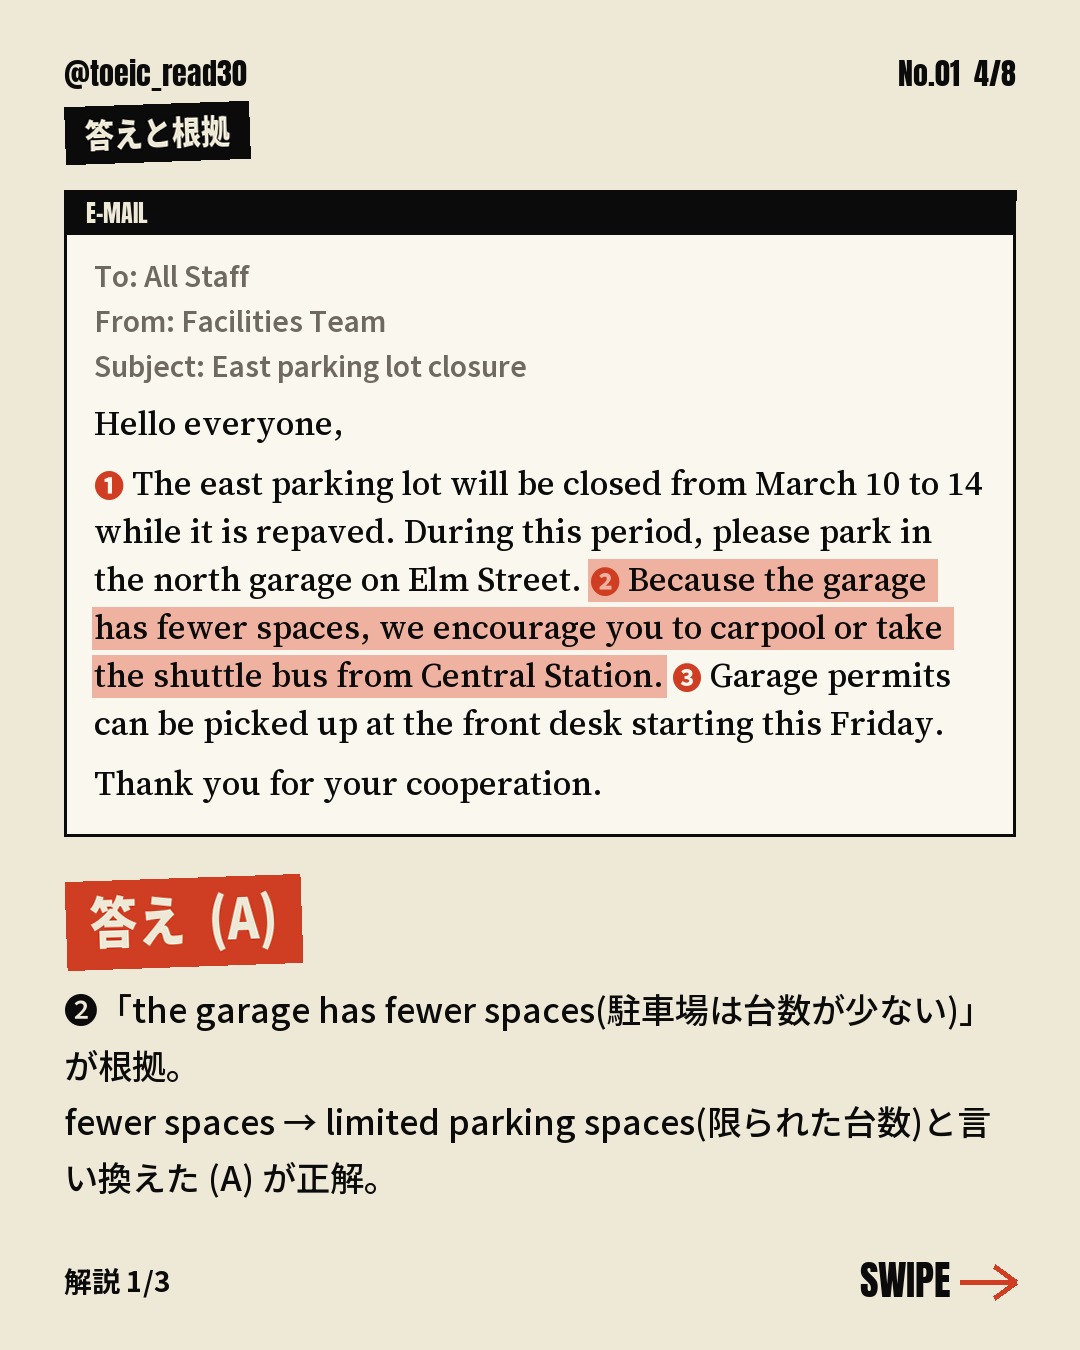 @toeic_read30
No.01 4/8
答えと根拠
E-MAIL
To: All Staff
From: Facilities Team
Subject: East parking lot closure
Hello everyone,
❶ The east parking lot will be closed from March 10 to 14
while it is repaved. During this period, please park in
the north garage on Elm Street. ❷ Because the garage
has fewer spaces, we encourage you to carpool or take
the shuttle bus from Central Station. ❸ Garage permits
can be picked up at the front desk starting this Friday.
Thank you for your cooperation.
答え (A)
❷「the garage has fewer spaces(駐車場は台数が少ない)」
が根拠。
fewer spaces → limited parking spaces(限られた台数)と言
い換えた (A) が正解。
解説 1/3
SWIPE →